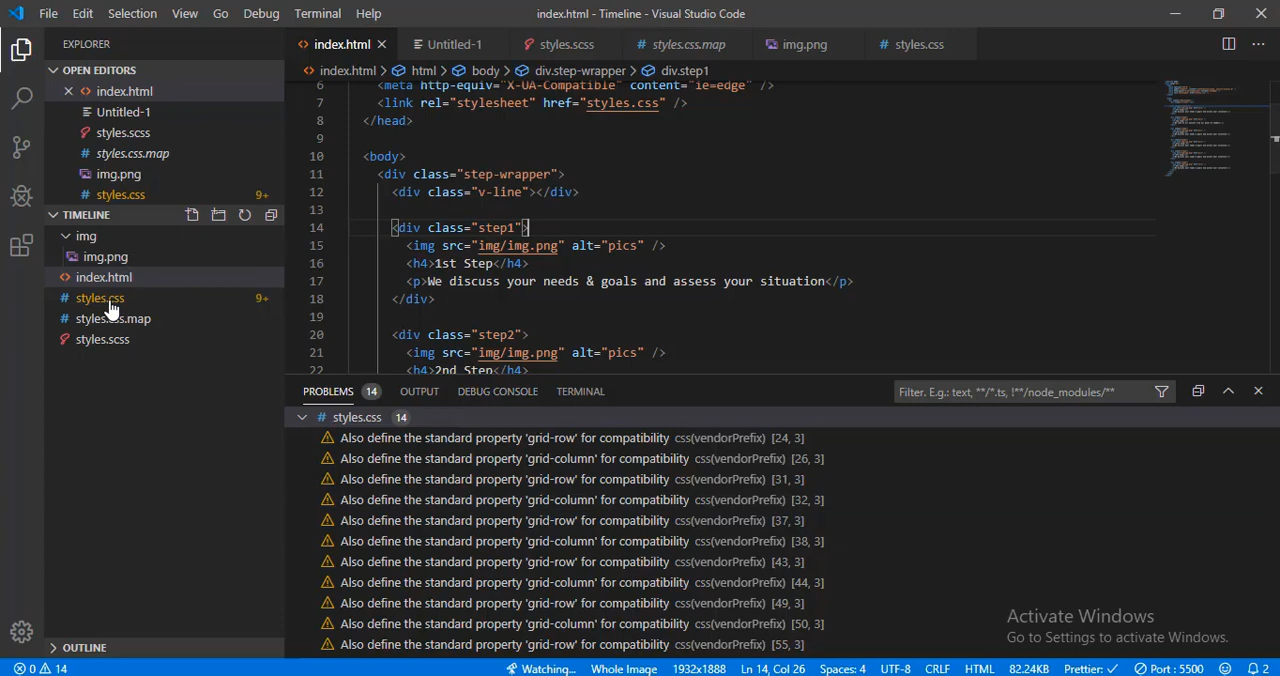 File Edit Selection View Go Debug Terminal Help index.html - Timeline - Visual Studio Code
EXPLORER
OPEN EDITORS
index.html
Untitled-1
styles.scss
styles.css.map
img.png
styles.css 9+
TIMELINE
img
img.png
index.html
styles.css 9+
styles.css.map
styles.scss
OUTLINE
index.html Untitled-1 styles.scss styles.css.map img.png styles.css
index.html > html > body > div.step-wrapper > div.step1
6 <meta http-equiv="X-UA-Compatible" content="ie=edge" />
7 <link rel="stylesheet" href="styles.css" />
8 </head>
9
10 <body>
11 <div class="step-wrapper">
12 <div class="v-line"></div>
13
14 <div class="step1">
15 <img src="img/img.png" alt="pics" />
16 <h4>1st Step</h4>
17 <p>We discuss your needs & goals and assess your situation</p>
18 </div>
19
20 <div class="step2">
21 <img src="img/img.png" alt="pics" />
22 <h4>2nd Step</h4>
PROBLEMS 14 OUTPUT DEBUG CONSOLE TERMINAL Filter. E.g.: text, **/*.ts, !**/node_modules/**
styles.css 14
Also define the standard property 'grid-row' for compatibility css(vendorPrefix) [24, 3]
Also define the standard property 'grid-column' for compatibility css(vendorPrefix) [26, 3]
Also define the standard property 'grid-row' for compatibility css(vendorPrefix) [31, 3]
Also define the standard property 'grid-column' for compatibility css(vendorPrefix) [32, 3]
Also define the standard property 'grid-row' for compatibility css(vendorPrefix) [37, 3]
Also define the standard property 'grid-column' for compatibility css(vendorPrefix) [38, 3]
Also define the standard property 'grid-row' for compatibility css(vendorPrefix) [43, 3]
Also define the standard property 'grid-column' for compatibility css(vendorPrefix) [44, 3]
Also define the standard property 'grid-row' for compatibility css(vendorPrefix) [49, 3]
Also define the standard property 'grid-column' for compatibility css(vendorPrefix) [50, 3]
Also define the standard property 'grid-row' for compatibility css(vendorPrefix) [55, 3]
Activate Windows
Go to Settings to activate Windows.
0 14 Watching... Whole Image 1932x1888 Ln 14, Col 26 Spaces: 4 UTF-8 CRLF HTML 82.24KB Prettier: ✓ Port : 5500 2